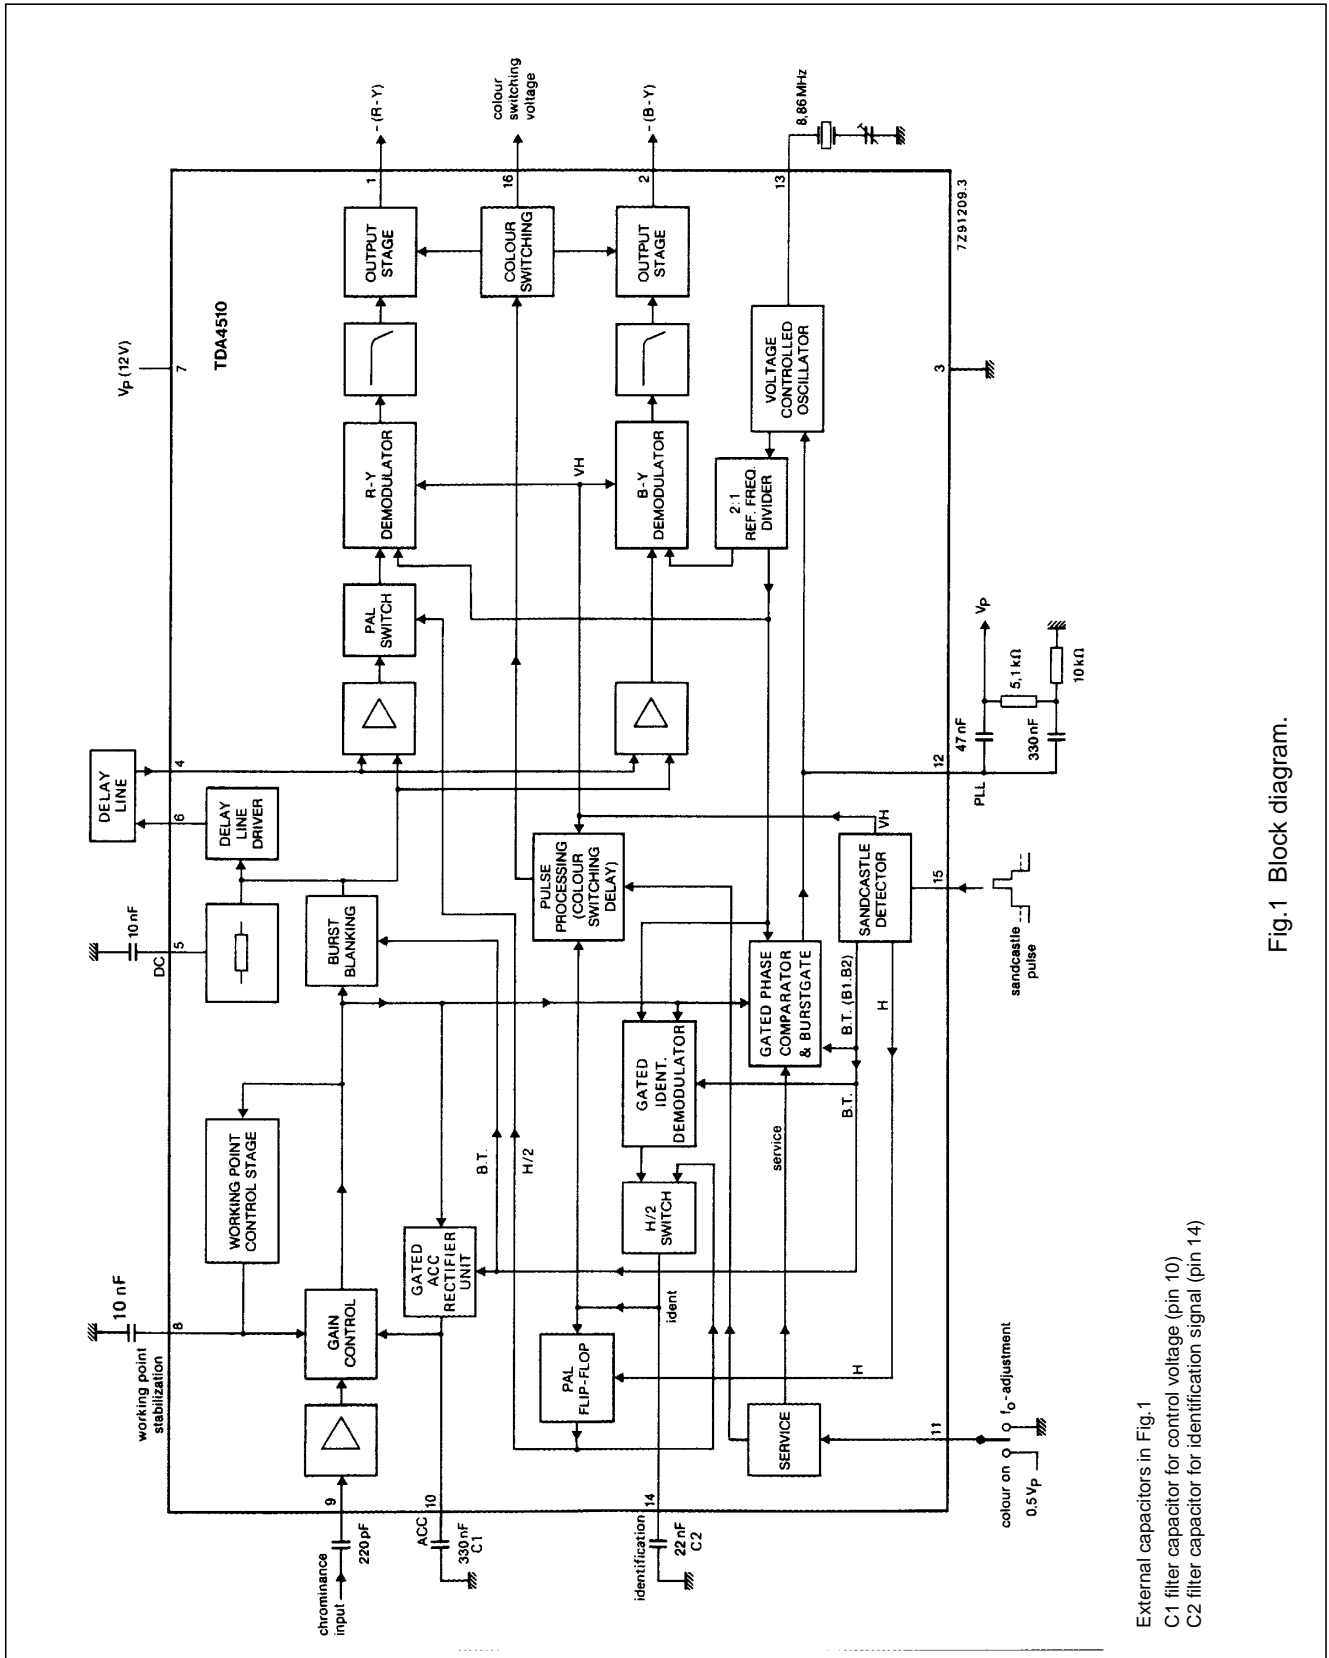 chrominance
input
220 pF
9
working point
stabilization
10 nF
8
GAIN
CONTROL
WORKING POINT
CONTROL STAGE
ACC
10
330 nF
C1
GATED
ACC
RECTIFIER
UNIT
B.T.
H/2
DC
5
10 nF
BURST
BLANKING
DELAY
LINE
DRIVER
6
DELAY
LINE
4
Vp (12 V)
7
TDA4510
PAL
SWITCH
R-Y
DEMODULATOR
OUTPUT
STAGE
1
-(R-Y)
COLOUR
SWITCHING
16
colour
switching
voltage
VH
B-Y
DEMODULATOR
OUTPUT
STAGE
2
-(B-Y)
identification
14
22 nF
C2
PAL
FLIP-FLOP
ident
H/2
SWITCH
GATED
IDENT.
DEMODULATOR
PULSE
PROCESSING
(COLOUR
SWITCHING
DELAY)
2:1
REF. FREQ.
DIVIDER
VOLTAGE
CONTROLLED
OSCILLATOR
13
8,86MHz
SERVICE
service
GATED PHASE
COMPARATOR
& BURSTGATE
B.T.
B.T. (B1.B2)
H
H
SANDCASTLE
DETECTOR
VH
11
colour on
fo-adjustment
0.5 Vp
15
sandcastle
pulse
12
PLL
47 nF
330 nF
5,1 kΩ
10 kΩ
Vp
3
7Z91209.3
External capacitors in Fig.1
C1 filter capacitor for control voltage (pin 10)
C2 filter capacitor for identification signal (pin 14)
Fig.1 Block diagram.